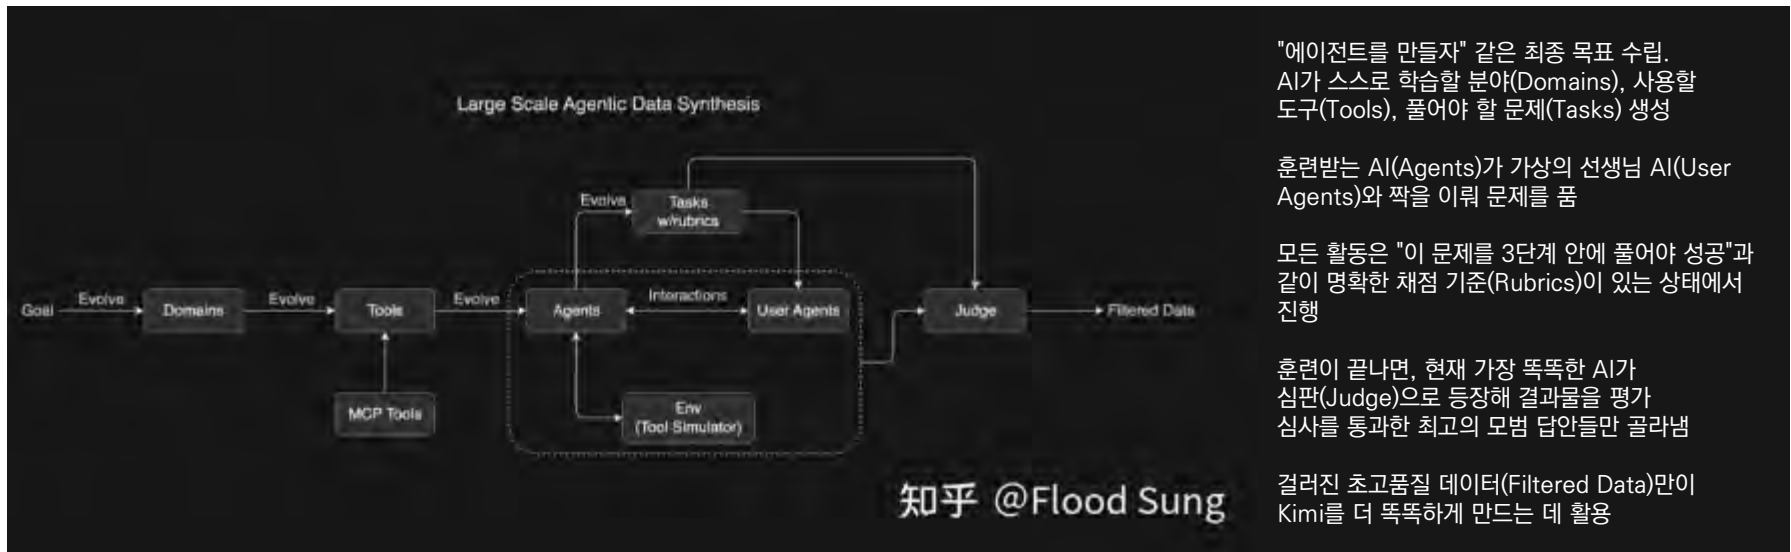 Large Scale Agentic Data Synthesis
Evolve
Tasks
w/rubrics
Goal
Evolve
Domains
Evolve
Tools
Evolve
Agents
Interactions
User Agents
Judge
Filtered Data
MCP Tools
Env
(Tool Simulator)
知乎 @Flood Sung
"에이전트를 만들자" 같은 최종 목표 수립.
AI가 스스로 학습할 분야(Domains), 사용할
도구(Tools), 풀어야 할 문제(Tasks) 생성
훈련받는 AI(Agents)가 가상의 선생님 AI(User
Agents)와 짝을 이뤄 문제를 품
모든 활동은 "이 문제를 3단계 안에 풀어야 성공"과
같이 명확한 채점 기준(Rubrics)이 있는 상태에서
진행
훈련이 끝나면, 현재 가장 똑똑한 AI가
심판(Judge)으로 등장해 결과물을 평가
심사를 통과한 최고의 모범 답안들만 골라냄
걸러진 초고품질 데이터(Filtered Data)만이
Kimi를 더 똑똑하게 만드는 데 활용